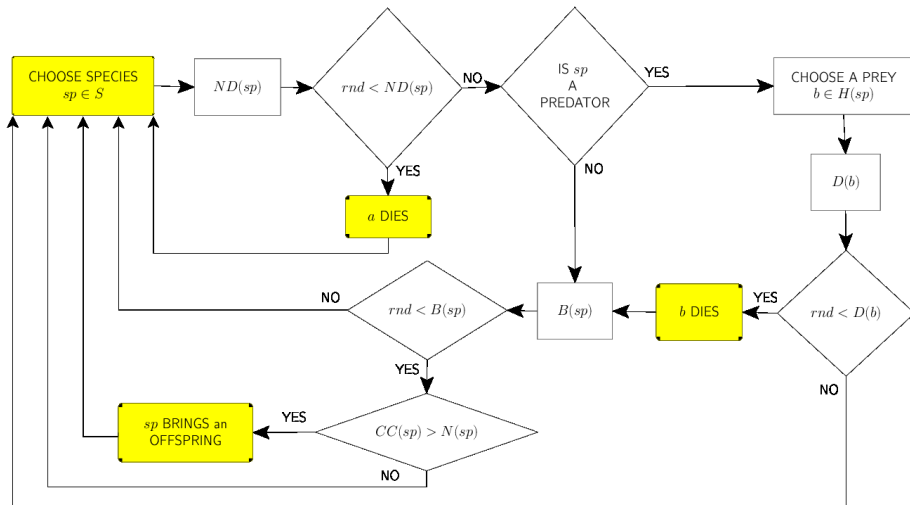 CHOOSE SPECIES
sp ∈ S
ND(sp)
rnd < ND(sp)
NO
IS sp
A
PREDATOR
YES
CHOOSE A PREY
b ∈ H(sp)
YES
a DIES
NO
D(b)
rnd < D(b)
YES
b DIES
B(sp)
rnd < B(sp)
NO
YES
NO
CC(sp) > N(sp)
YES
sp BRINGS an
OFFSPRING
NO